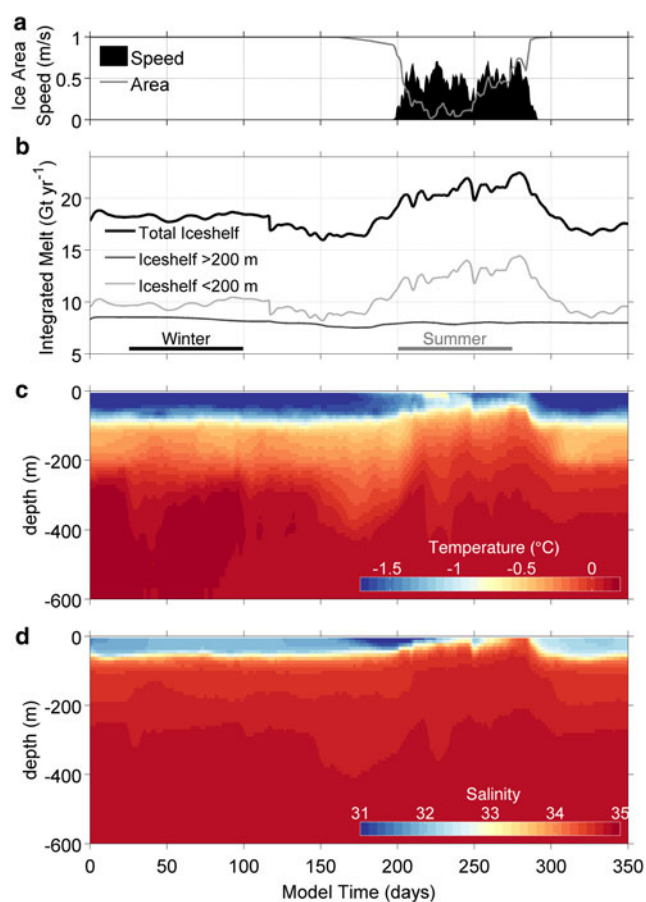 a
Ice Area
Speed (m/s)
1
0.5
0
Speed
Area
b
Integrated Melt (Gt yr-1)
20
15
10
5
Total Iceshelf
Iceshelf >200 m
Iceshelf <200 m
Winter
Summer
c
depth (m)
0
-200
-400
-600
Temperature (°C)
-1.5 -1 -0.5 0
d
depth (m)
0
-200
-400
-600
Salinity
31 32 33 34 35
0 50 100 150 200 250 300 350
Model Time (days)